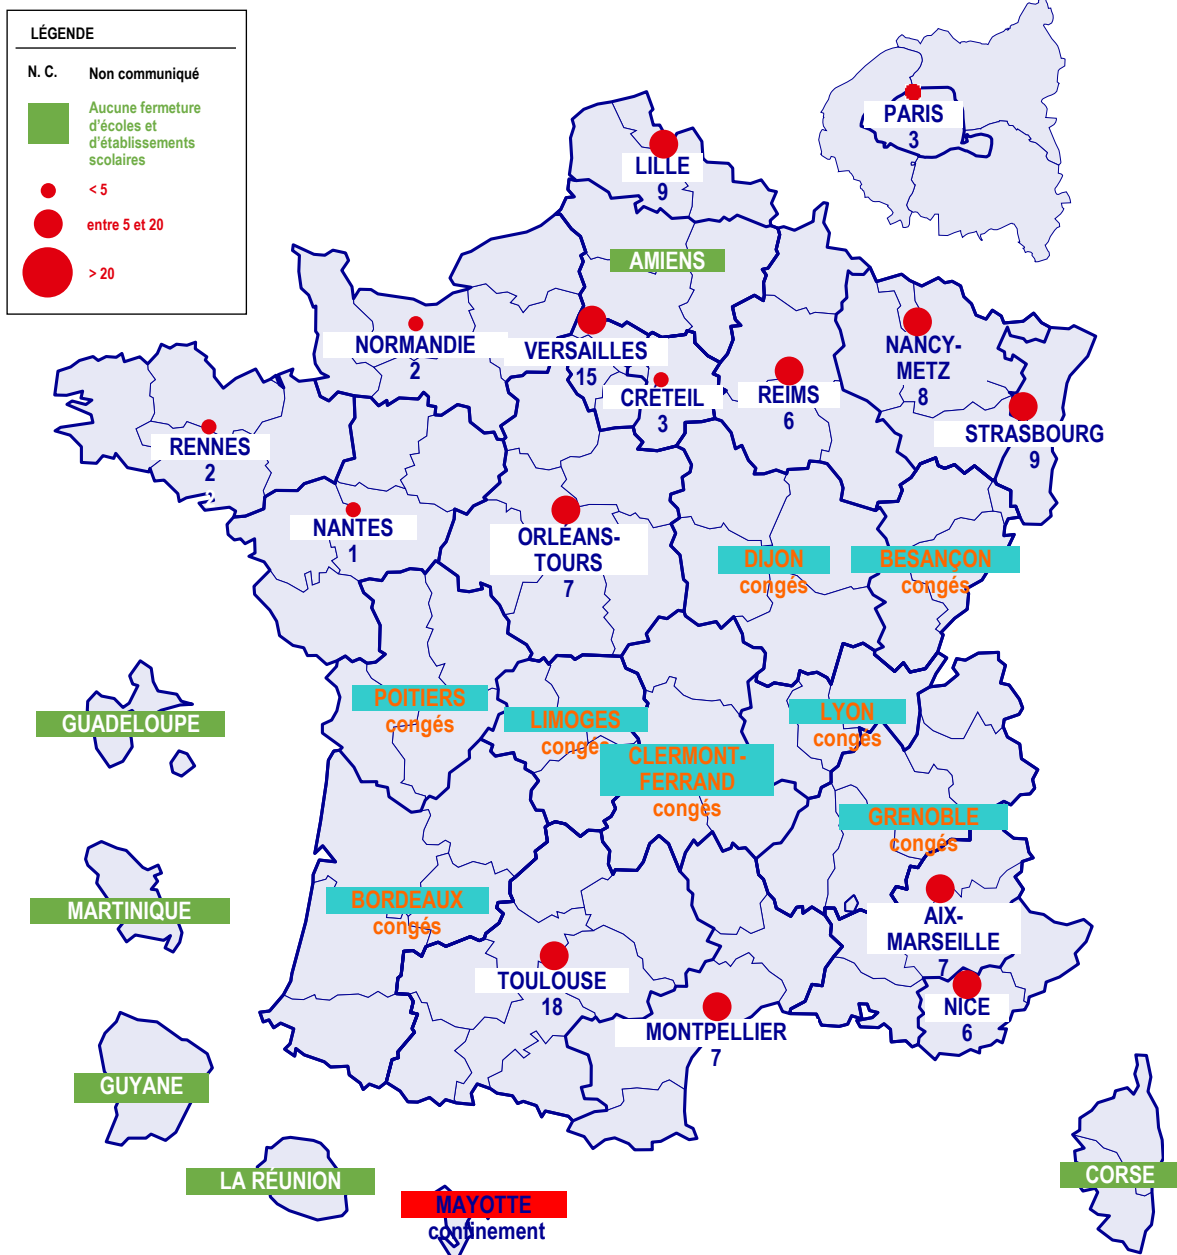 LÉGENDE
N. C. Non communiqué
Aucune fermeture
d'écoles et
d'établissements
scolaires
< 5
entre 5 et 20
> 20
PARIS
3
LILLE
9
AMIENS
NORMANDIE
2
VERSAILLES
15
CRÉTEIL
3
REIMS
6
NANCY-
METZ
8
STRASBOURG
9
RENNES
2
2
NANTES
1
ORLÉANS-
TOURS
7
DIJON
congés
BESANÇON
congés
POITIERS
congés
LIMOGES
congés
LYON
congés
CLERMONT-
FERRAND
congés
GRENOBLE
congés
GUADELOUPE
MARTINIQUE
BORDEAUX
congés
AIX-
MARSEILLE
7
TOULOUSE
18
NICE
6
MONTPELLIER
7
GUYANE
LA RÉUNION
MAYOTTE
confinement
CORSE